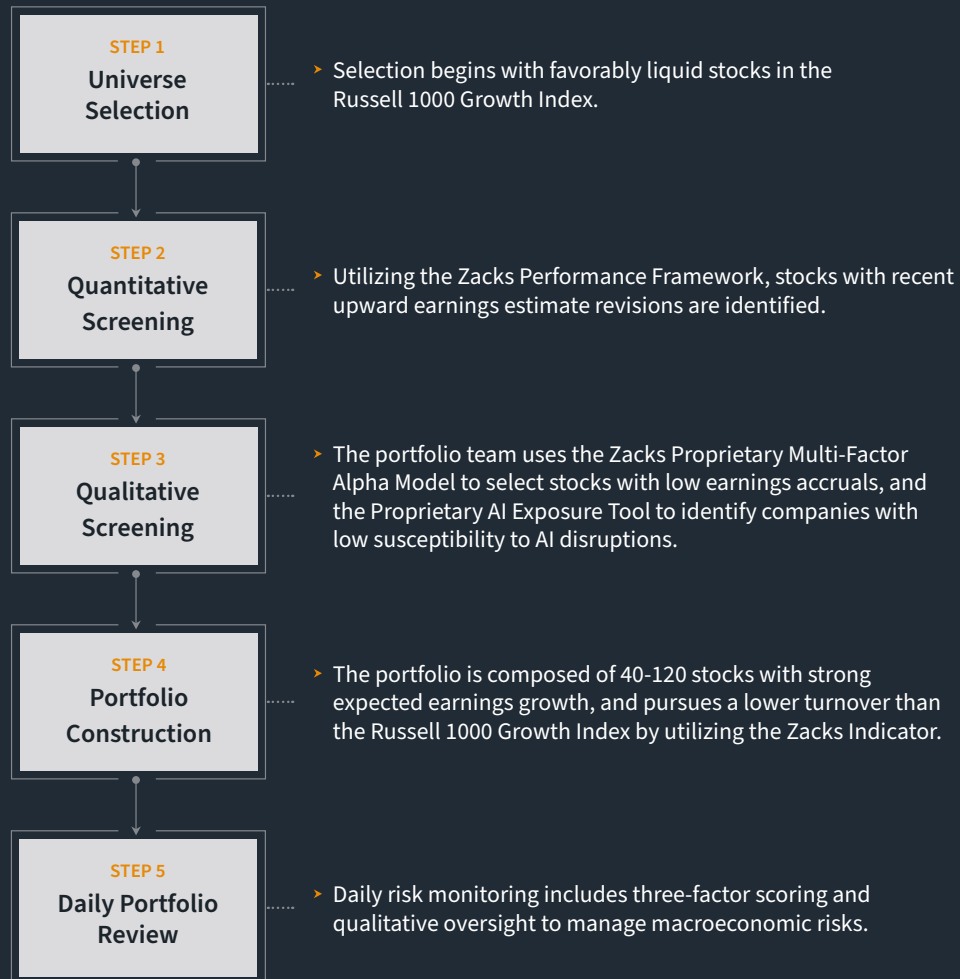 STEP 1
Universe
Selection
Selection begins with favorably liquid stocks in the
Russell 1000 Growth Index.
STEP 2
Quantitative
Screening
Utilizing the Zacks Performance Framework, stocks with recent
upward earnings estimate revisions are identified.
STEP 3
Qualitative
Screening
The portfolio team uses the Zacks Proprietary Multi-Factor
Alpha Model to select stocks with low earnings accruals, and
the Proprietary AI Exposure Tool to identify companies with
low susceptibility to AI disruptions.
STEP 4
Portfolio
Construction
The portfolio is composed of 40-120 stocks with strong
expected earnings growth, and pursues a lower turnover than
the Russell 1000 Growth Index by utilizing the Zacks Indicator.
STEP 5
Daily Portfolio
Review
Daily risk monitoring includes three-factor scoring and
qualitative oversight to manage macroeconomic risks.